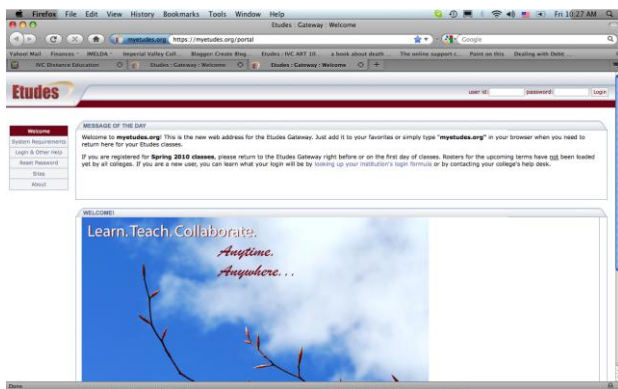 Firefox File Edit View History Bookmarks Tools Window Help Fri 10:27 AM
Etudes : Gateway : Welcome
myetudes.org https://myetudes.org/portal Google
Yahoo! Mail Finances IMELDA Imperial Valley Coll... Blogger: Create Blog... Etudes : IVC ART 10... a book about death ... The online support c... Paint on this Dealing with Debt ...
IVC Distance Education Etudes : Gateway : Welcome Etudes : Gateway : Welcome
Etudes
user id: password: Login
Welcome
System Requirements
Login & Other Help
Reset Password
Sites
About
MESSAGE OF THE DAY
Welcome to myetudes.org! This is the new web address for the Etudes Gateway. Just add it to your favorites or simply type "myetudes.org" in your browser when you need to
return here for your Etudes classes.
If you are registered for Spring 2010 classes, please return to the Etudes Gateway right before or on the first day of classes. Rosters for the upcoming terms have not been loaded
yet by all colleges. If you are a new user, you can learn what your login will be by looking up your institution's login formula or by contacting your college's help desk.
WELCOME!
Learn. Teach. Collaborate.
Anytime.
Anywhere...
Done